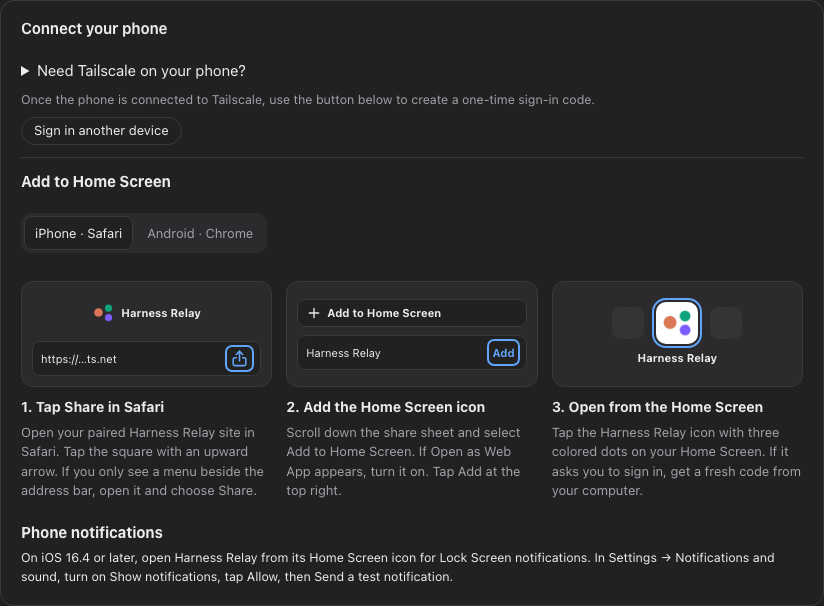 Connect your phone
▶ Need Tailscale on your phone?
Once the phone is connected to Tailscale, use the button below to create a one-time sign-in code.
Sign in another device
Add to Home Screen
iPhone · Safari
Android · Chrome
Harness Relay
https://...ts.net
1. Tap Share in Safari
Open your paired Harness Relay site in
Safari. Tap the square with an upward
arrow. If you only see a menu beside the
address bar, open it and choose Share.
+ Add to Home Screen
Harness Relay
Add
2. Add the Home Screen icon
Scroll down the share sheet and select
Add to Home Screen. If Open as Web
App appears, turn it on. Tap Add at the
top right.
Harness Relay
3. Open from the Home Screen
Tap the Harness Relay icon with three
colored dots on your Home Screen. If it
asks you to sign in, get a fresh code from
your computer.
Phone notifications
On iOS 16.4 or later, open Harness Relay from its Home Screen icon for Lock Screen notifications. In Settings → Notifications and
sound, turn on Show notifications, tap Allow, then Send a test notification.